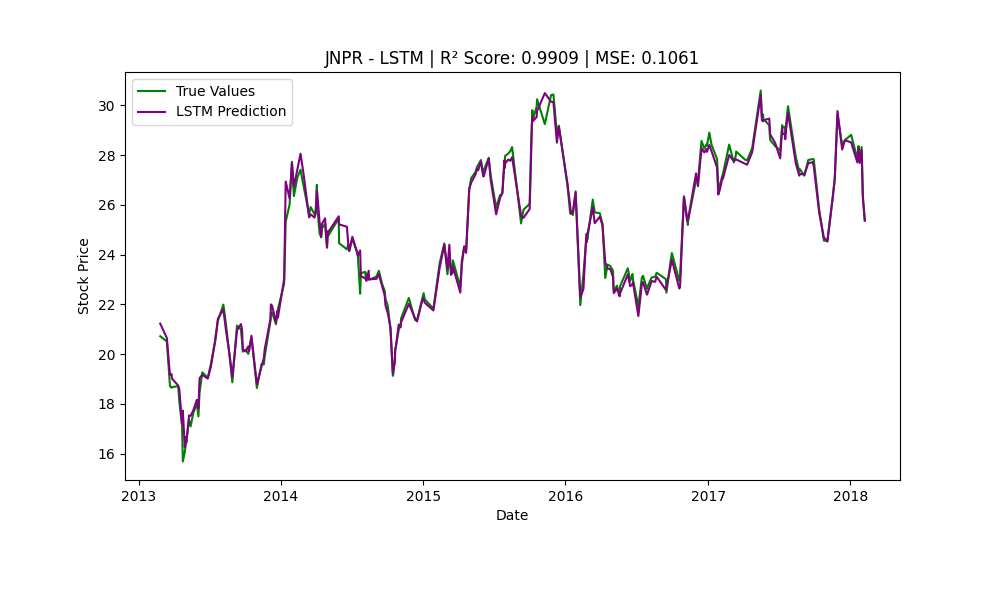 JNPR - LSTM | R² Score: 0.9909 | MSE: 0.1061
True Values
LSTM Prediction
30
28
26
24
22
20
18
16
Stock Price
2013
2014
2015
2016
2017
2018
Date